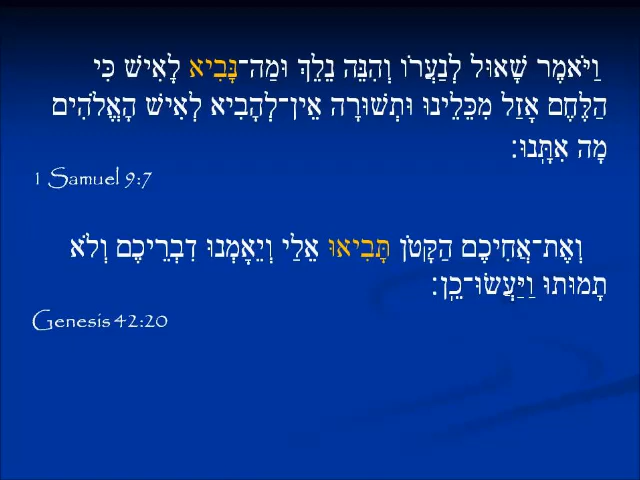 וַיֹּאמֶר שָׁאוּל לְנַעֲרוֹ וְהִנֵּה נֵלֵךְ וּמַה־נָּבִיא לָאִישׁ כִּי
הַלֶּחֶם אָזַל מִכֵּלֵינוּ וּתְשׁוּרָה אֵין־לְהָבִיא לְאִישׁ הָאֱלֹהִים
מָה אִתָּנוּ׃
1 Samuel 9:7
וְאֶת־אֲחִיכֶם הַקָּטֹן תָּבִיאוּ אֵלַי וְיֵאָמְנוּ דִבְרֵיכֶם וְלֹא
תָמוּתוּ וַיַּעֲשׂוּ־כֵן׃
Genesis 42:20